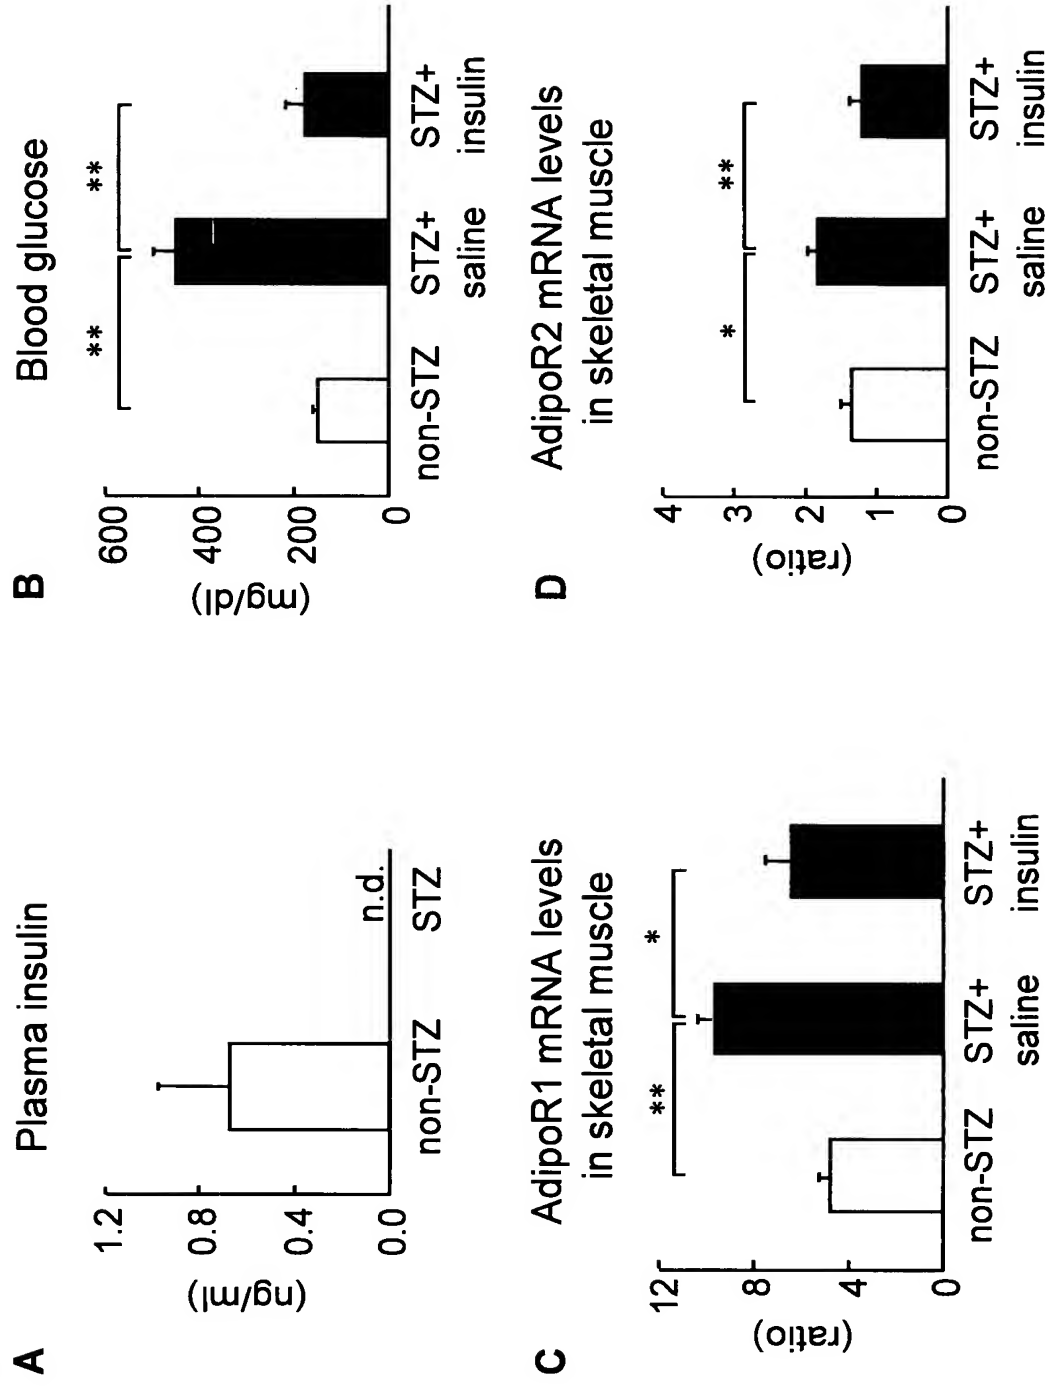 A
Plasma insulin
(ng/ml)
1.2
0.8
0.4
0.0
n.d.
non-STZ STZ
B
Blood glucose
(mg/dl)
600
400
200
0
** **
non-STZ STZ+ STZ+
saline insulin
C
AdipoR1 mRNA levels
in skeletal muscle
(ratio)
12
8
4
0
** *
non-STZ STZ+ STZ+
saline insulin
D
AdipoR2 mRNA levels
in skeletal muscle
(ratio)
4
3
2
1
0
* **
non-STZ STZ+ STZ+
saline insulin